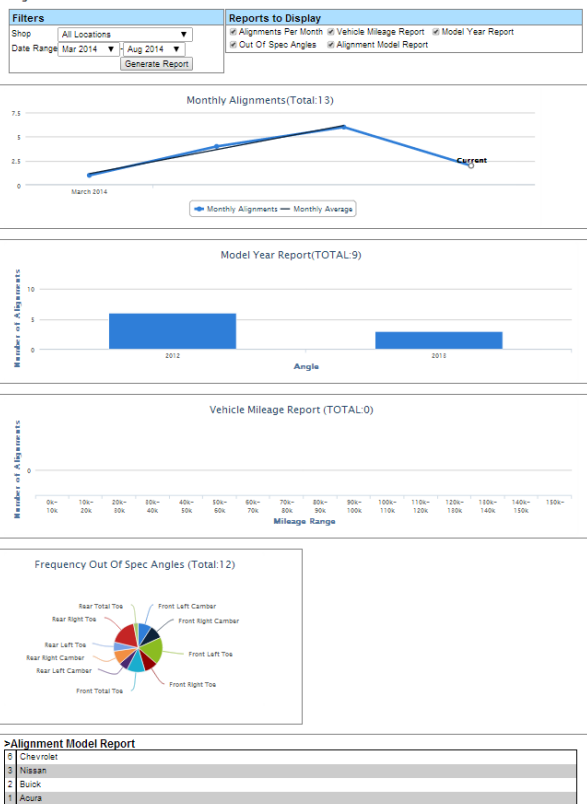 Filters
Shop All Locations
Date Range Mar 2014 - Aug 2014
Generate Report
Reports to Display
Alignments Per Month Vehicle Mileage Report Model Year Report
Out Of Spec Angles Alignment Model Report
Monthly Alignments(Total:13)
7.5
5
2.5
0
Current
March 2014
Monthly Alignments Monthly Average
Model Year Report(TOTAL:9)
Number of Alignments
10
5
0
2012 2013
Angle
Vehicle Mileage Report (TOTAL:0)
Number of Alignments
0
0k- 10k- 20k- 30k- 40k- 50k- 60k- 70k- 80k- 90k- 100k- 110k- 120k- 130k- 140k- 150k-
10k 20k 30k 40k 50k 60k 70k 80k 90k 100k 110k 120k 130k 140k 150k
Mileage Range
Frequency Out Of Spec Angles (Total:12)
Rear Total Toe Front Left Camber
Rear Right Toe Front Right Camber
Rear Left Toe Front Left Toe
Rear Right Camber
Rear Left Camber
Front Total Toe Front Right Toe
>Alignment Model Report
6 Chevrolet
3 Nissan
2 Buick
1 Acura